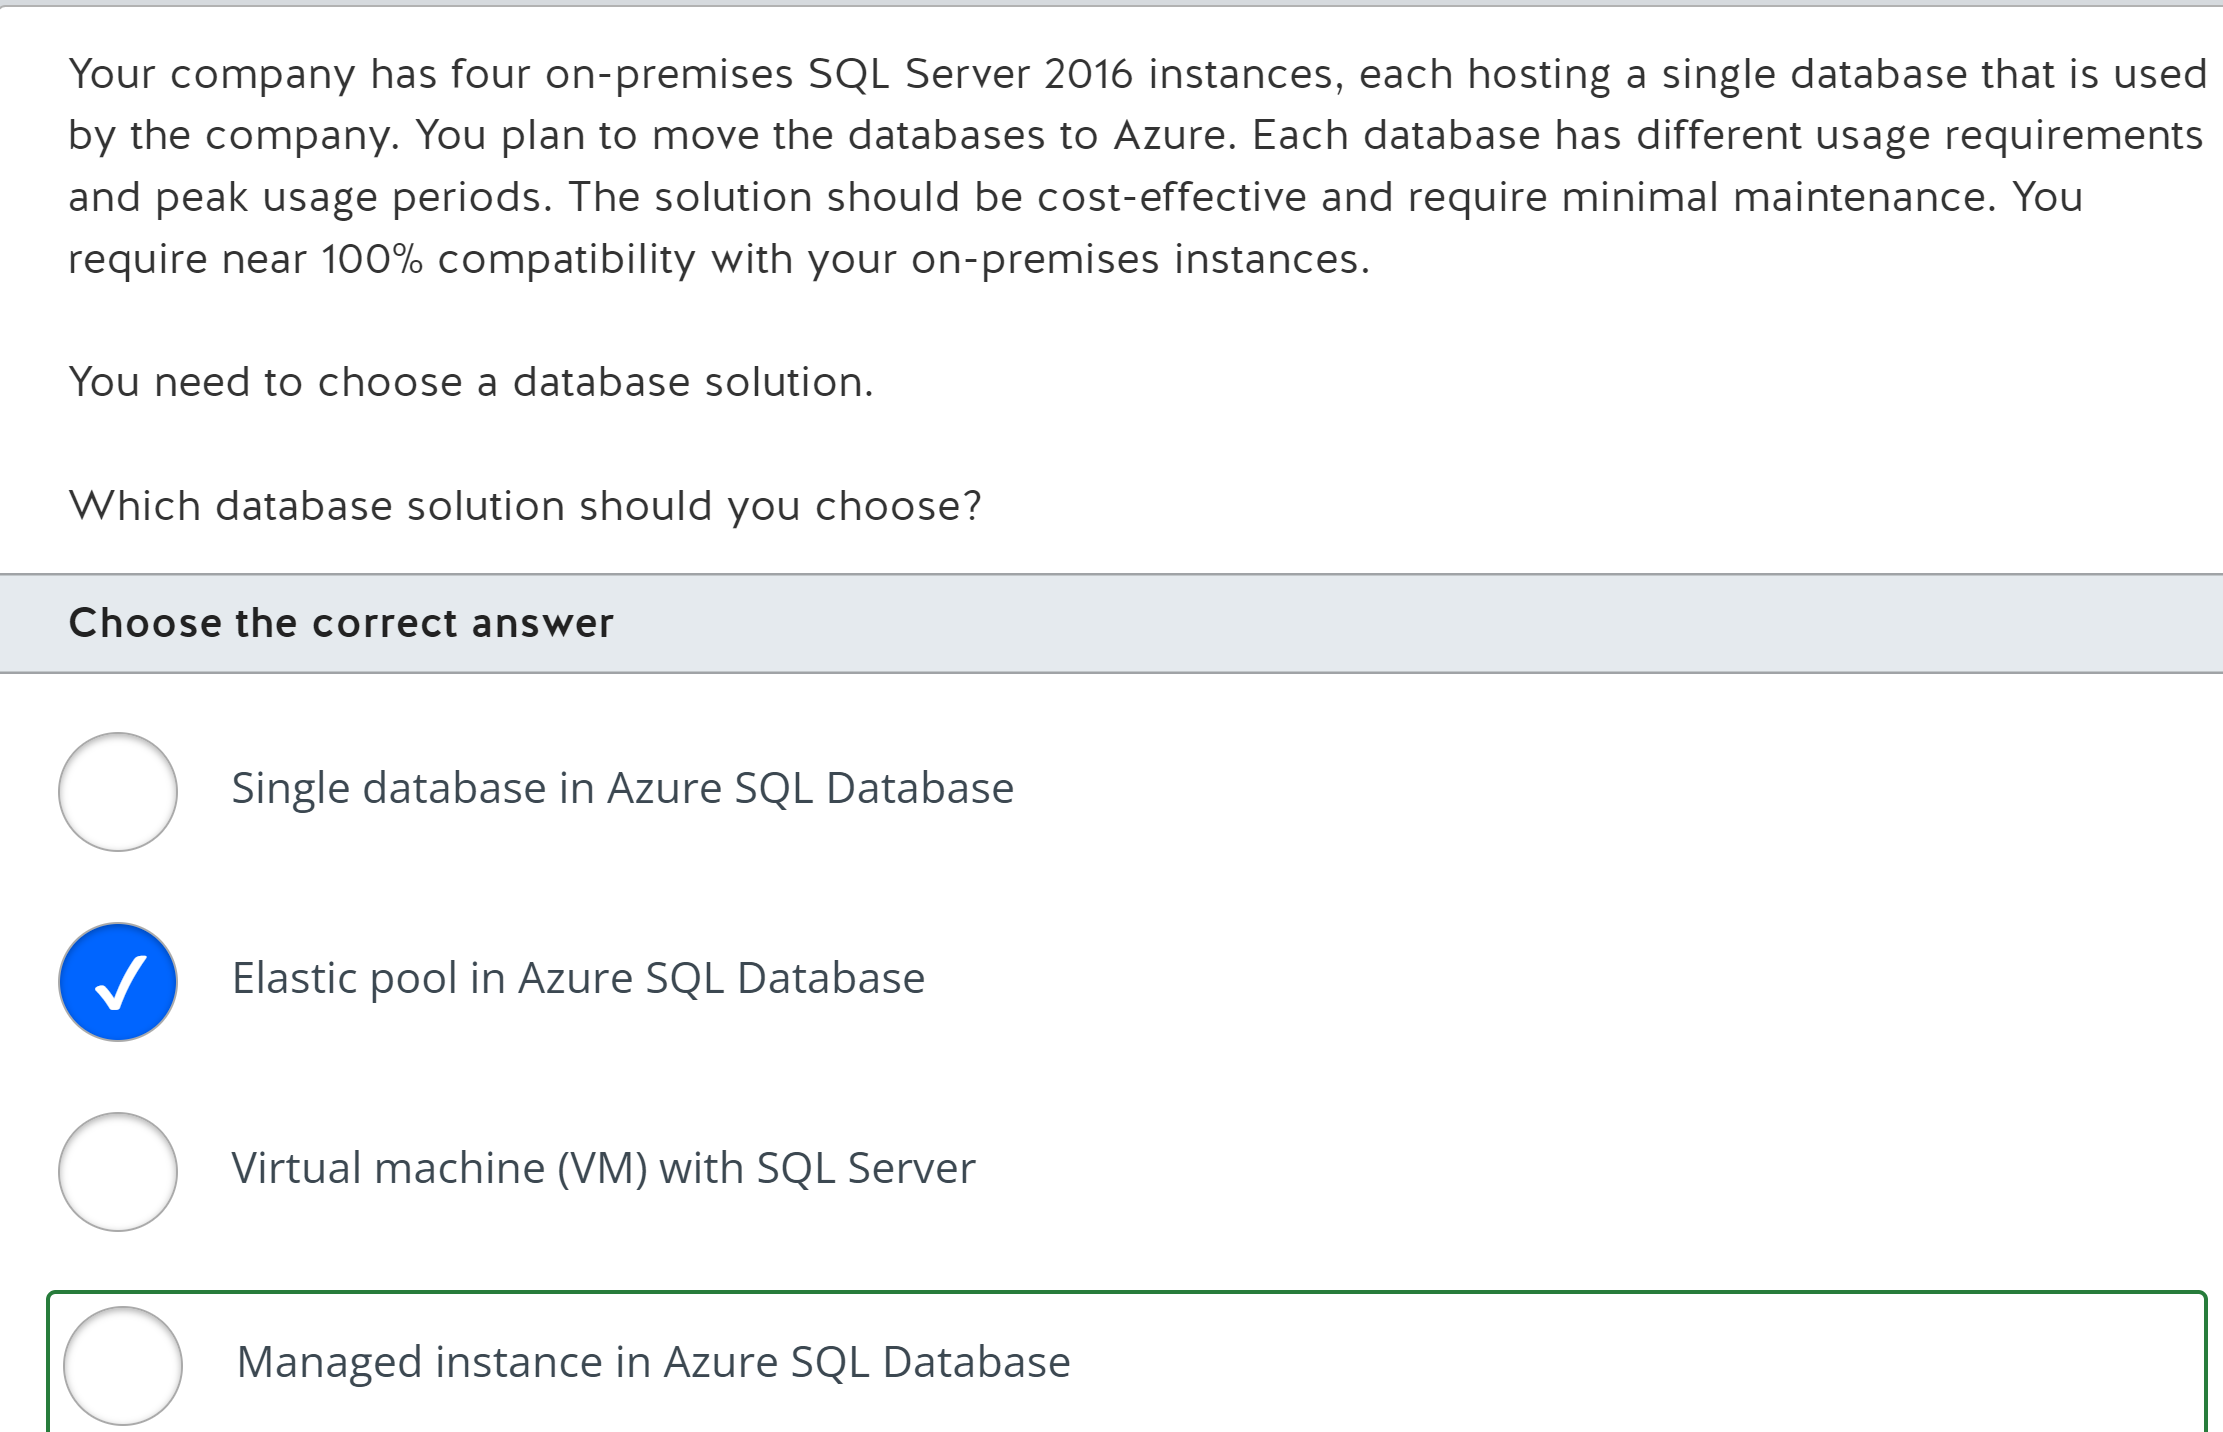 Your company has four on-premises SQL Server 2016 instances, each hosting a single database that is used
by the company. You plan to move the databases to Azure. Each database has different usage requirements
and peak usage periods. The solution should be cost-effective and require minimal maintenance. You
require near 100% compatibility with your on-premises instances.
You need to choose a database solution.
Which database solution should you choose?
Choose the correct answer
Single database in Azure SQL Database
Elastic pool in Azure SQL Database
Virtual machine (VM) with SQL Server
Managed instance in Azure SQL Database